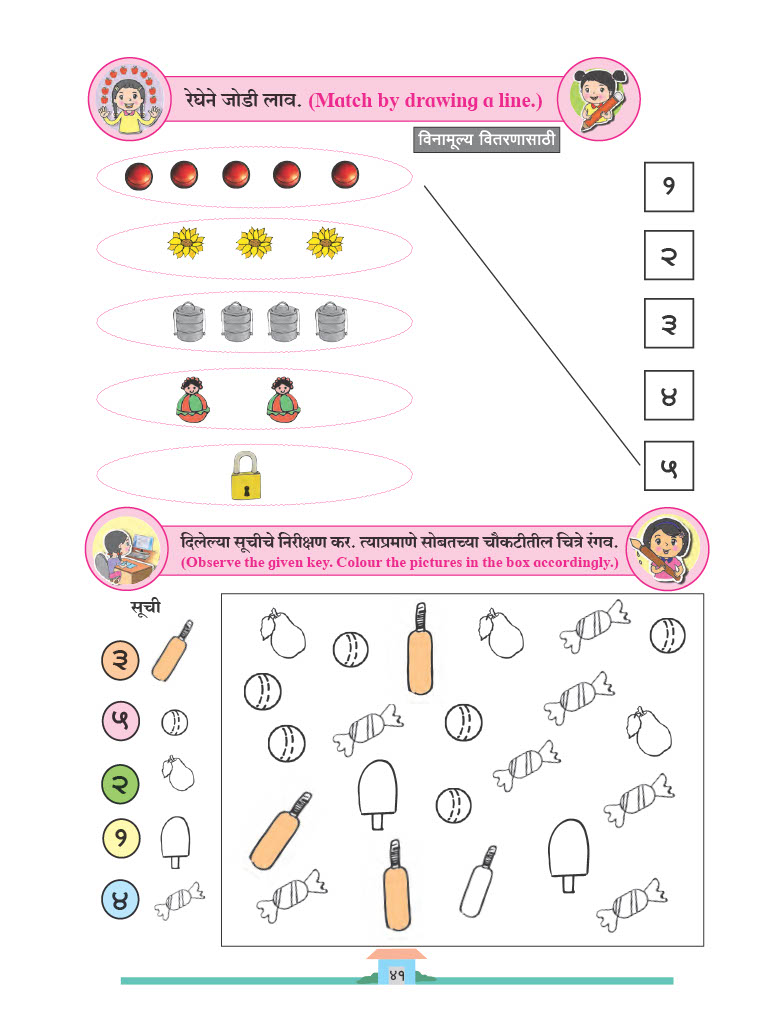 रेघेने जोडी लाव. (Match by drawing a line.)
विनामूल्य वितरणासाठी
१
२
३
४
५
दिलेल्या सूचीचे निरीक्षण कर. त्याप्रमाणे सोबतच्या चौकटीतील चित्रे रंगव.
(Observe the given key. Colour the pictures in the box accordingly.)
सूची
३
५
२
१
४
४१